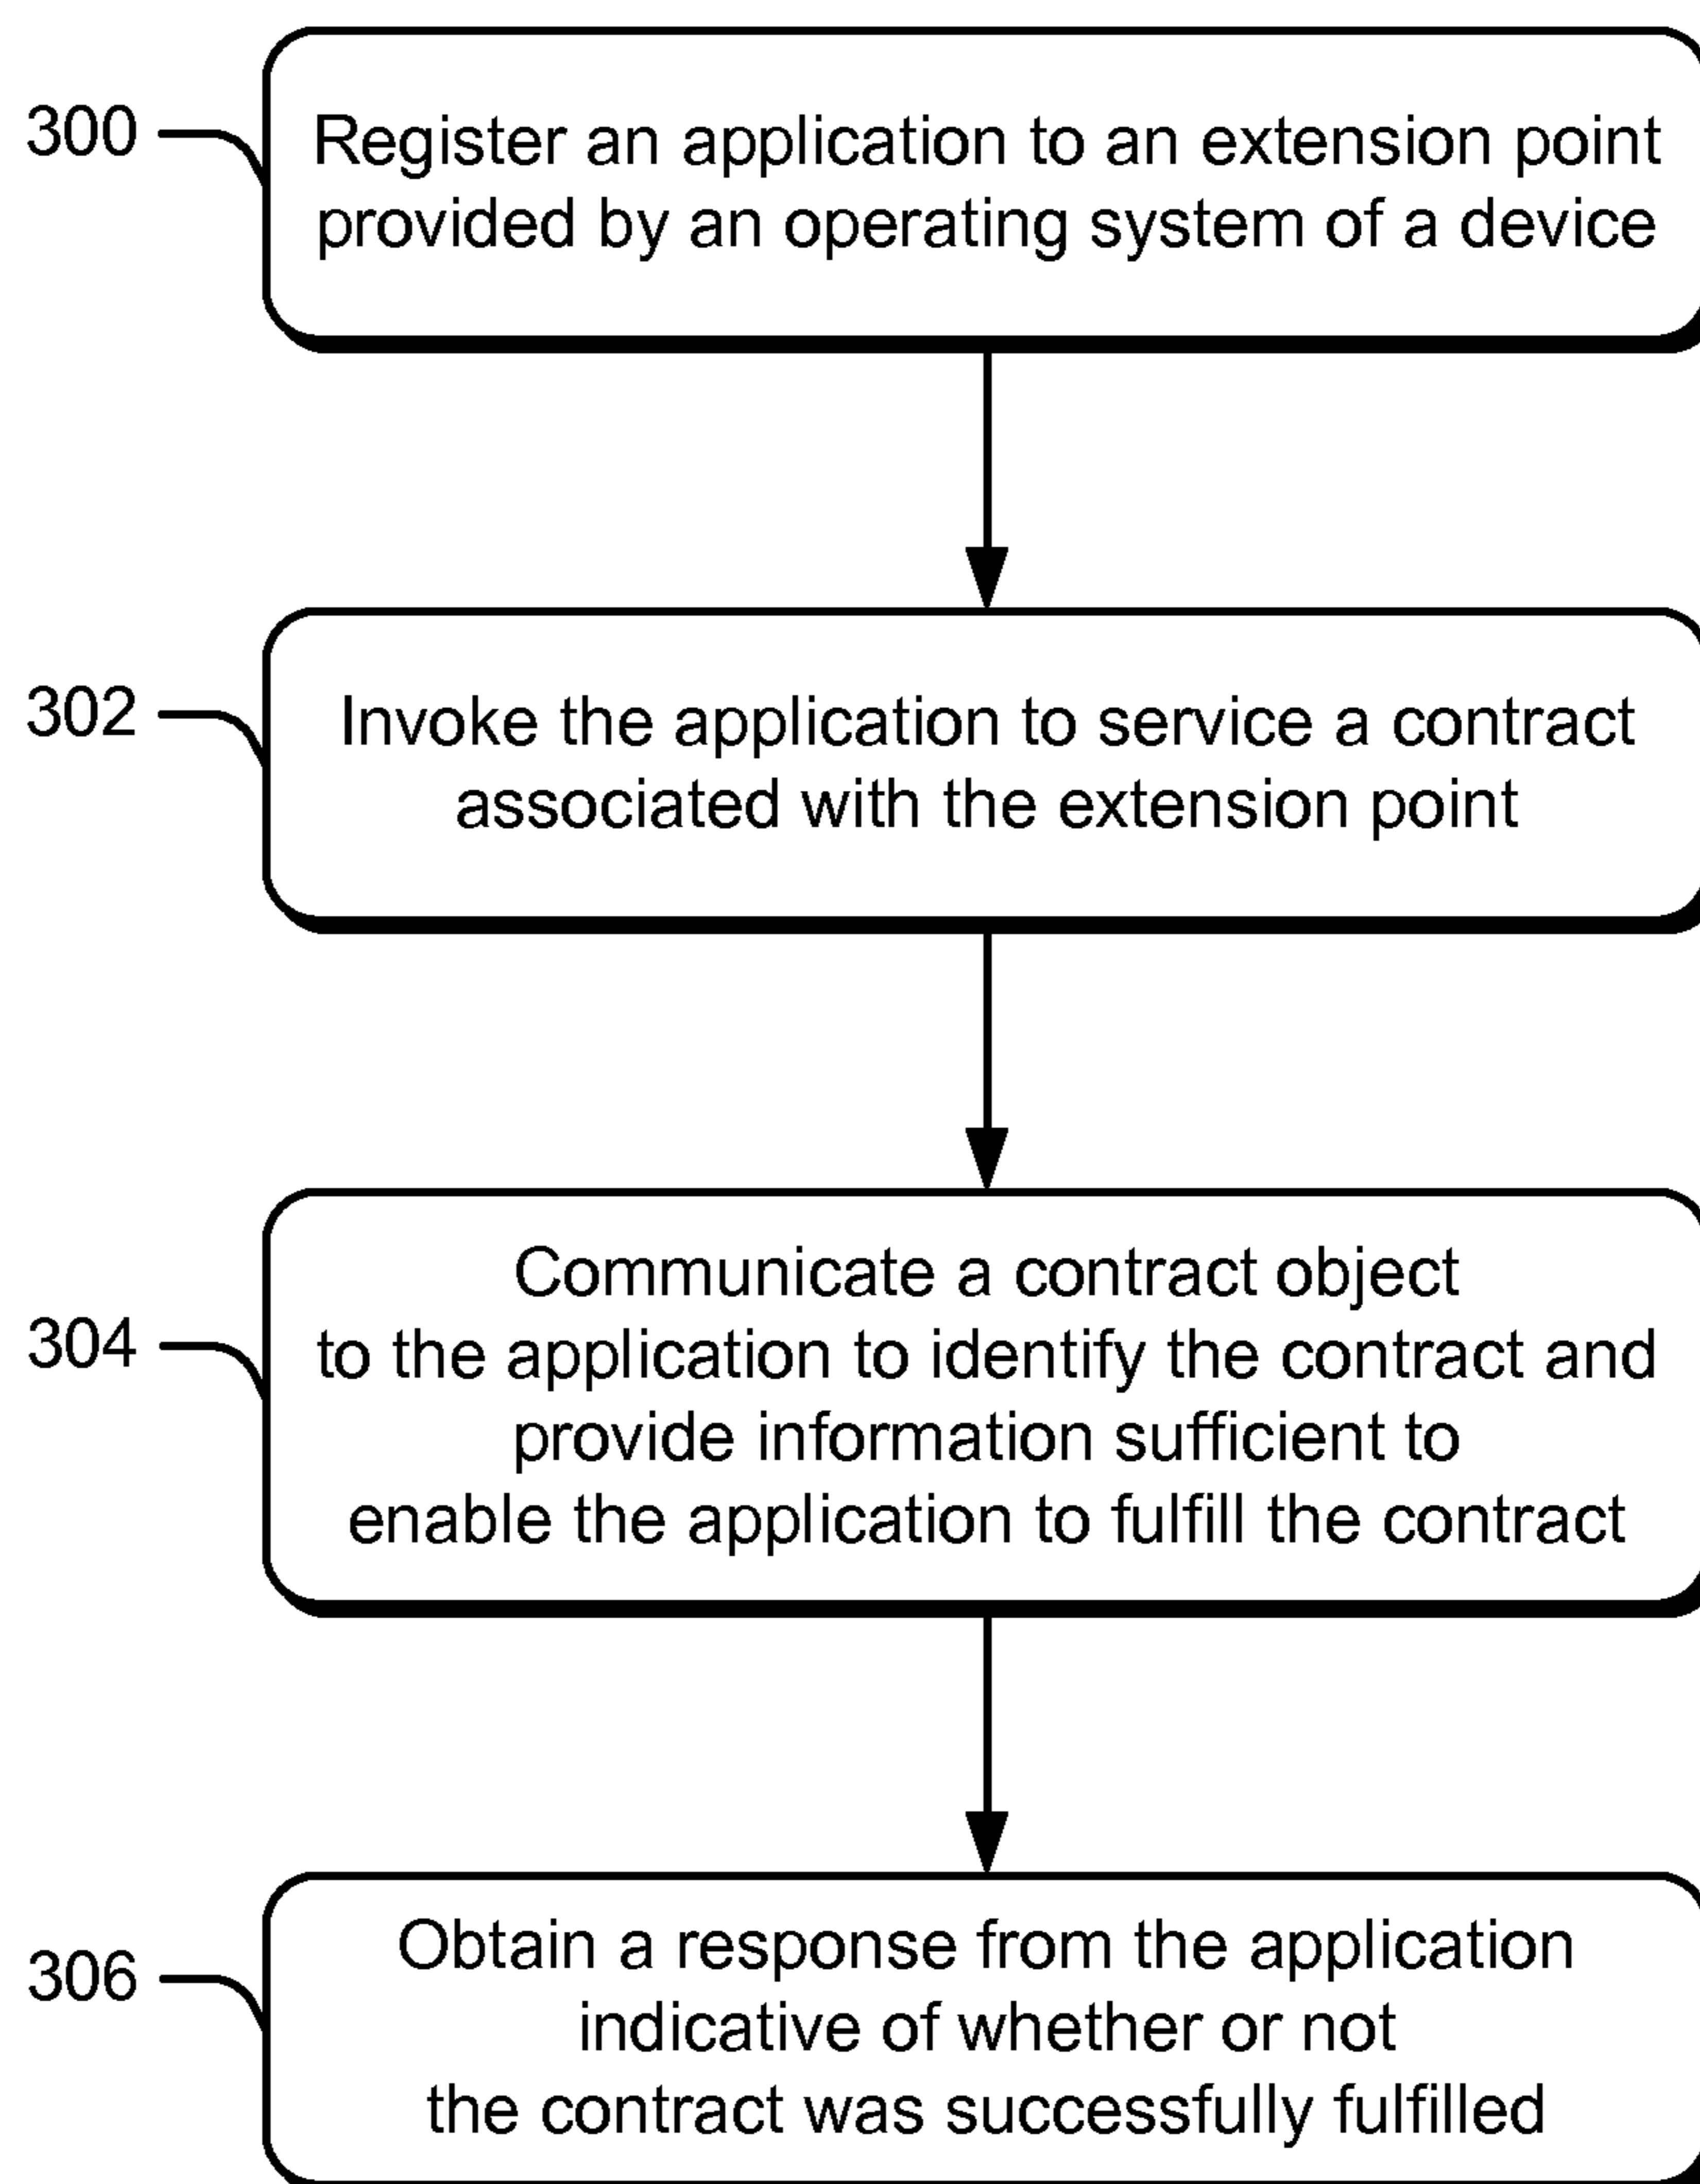 300
Register an application to an extension point
provided by an operating system of a device
302
Invoke the application to service a contract
associated with the extension point
304
Communicate a contract object
to the application to identify the contract and
provide information sufficient to
enable the application to fulfill the contract
306
Obtain a response from the application
indicative of whether or not
the contract was successfully fulfilled